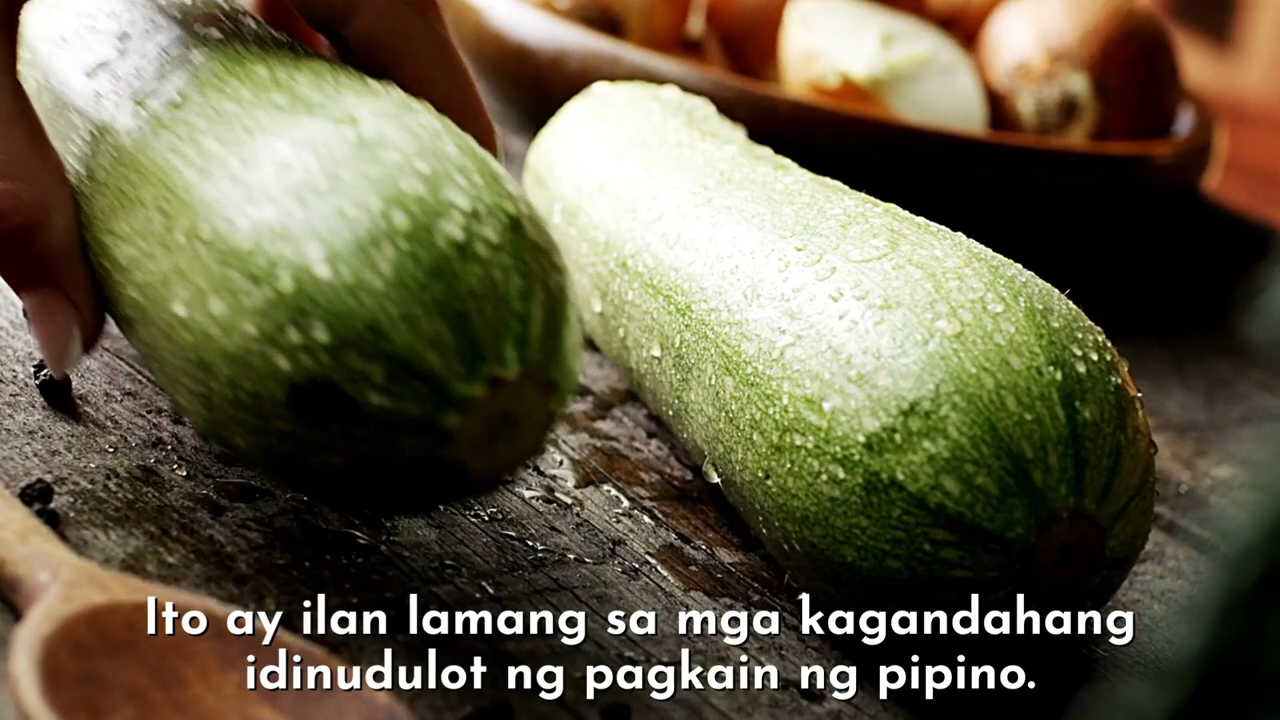 Ito ay ilan lamang sa mga kagandahang
idinudulot ng pagkain ng pipino.